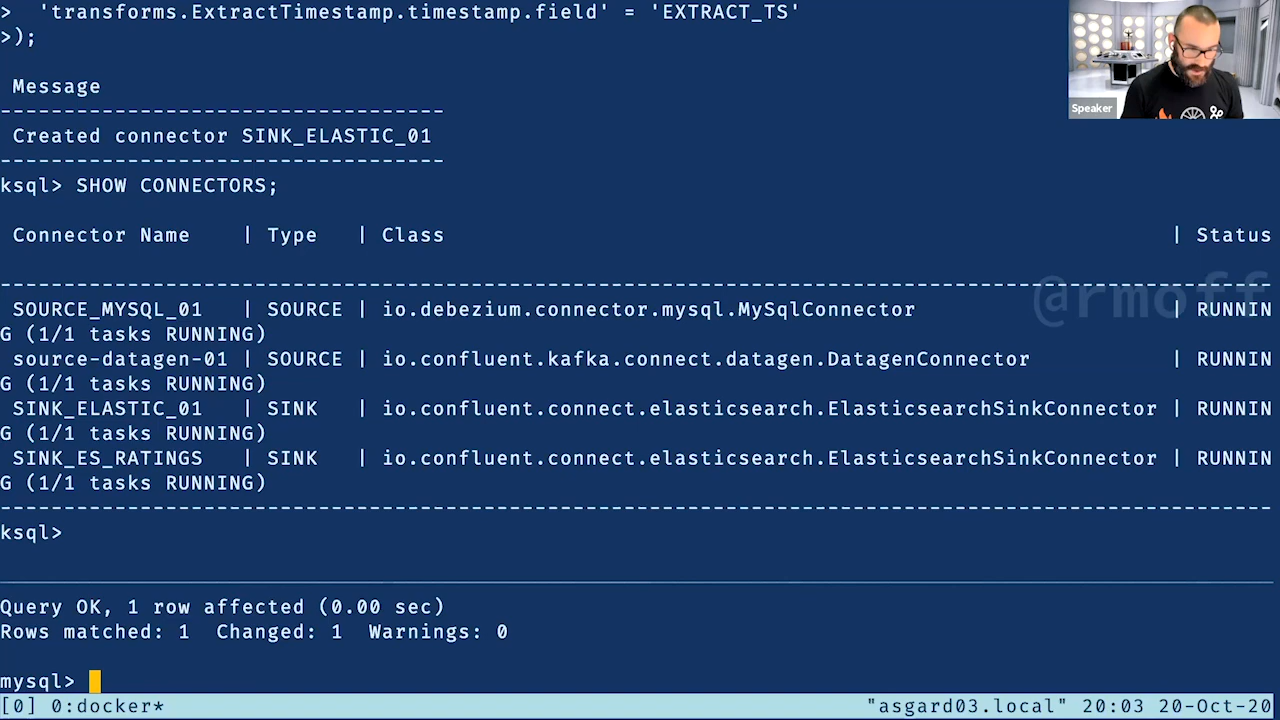 >  'transforms.ExtractTimestamp.timestamp.field' = 'EXTRACT_TS'
>);
Message
----------------------------------
Created connector SINK_ELASTIC_01
----------------------------------
ksql> SHOW CONNECTORS;
Connector Name    | Type   | Class                                                         | Status
----------------------------------------------------------------------------------------------------
SOURCE_MYSQL_01   | SOURCE | io.debezium.connector.mysql.MySqlConnector                    | RUNNIN
G (1/1 tasks RUNNING)
source-datagen-01 | SOURCE | io.confluent.kafka.connect.datagen.DatagenConnector           | RUNNIN
G (1/1 tasks RUNNING)
SINK_ELASTIC_01   | SINK   | io.confluent.connect.elasticsearch.ElasticsearchSinkConnector | RUNNIN
G (1/1 tasks RUNNING)
SINK_ES_RATINGS   | SINK   | io.confluent.connect.elasticsearch.ElasticsearchSinkConnector | RUNNIN
G (1/1 tasks RUNNING)
----------------------------------------------------------------------------------------------------
ksql>
Query OK, 1 row affected (0.00 sec)
Rows matched: 1  Changed: 1  Warnings: 0
mysql>
[0] 0:docker*                                                       "asgard03.local" 20:03 20-Oct-20
Speaker
@rmoff